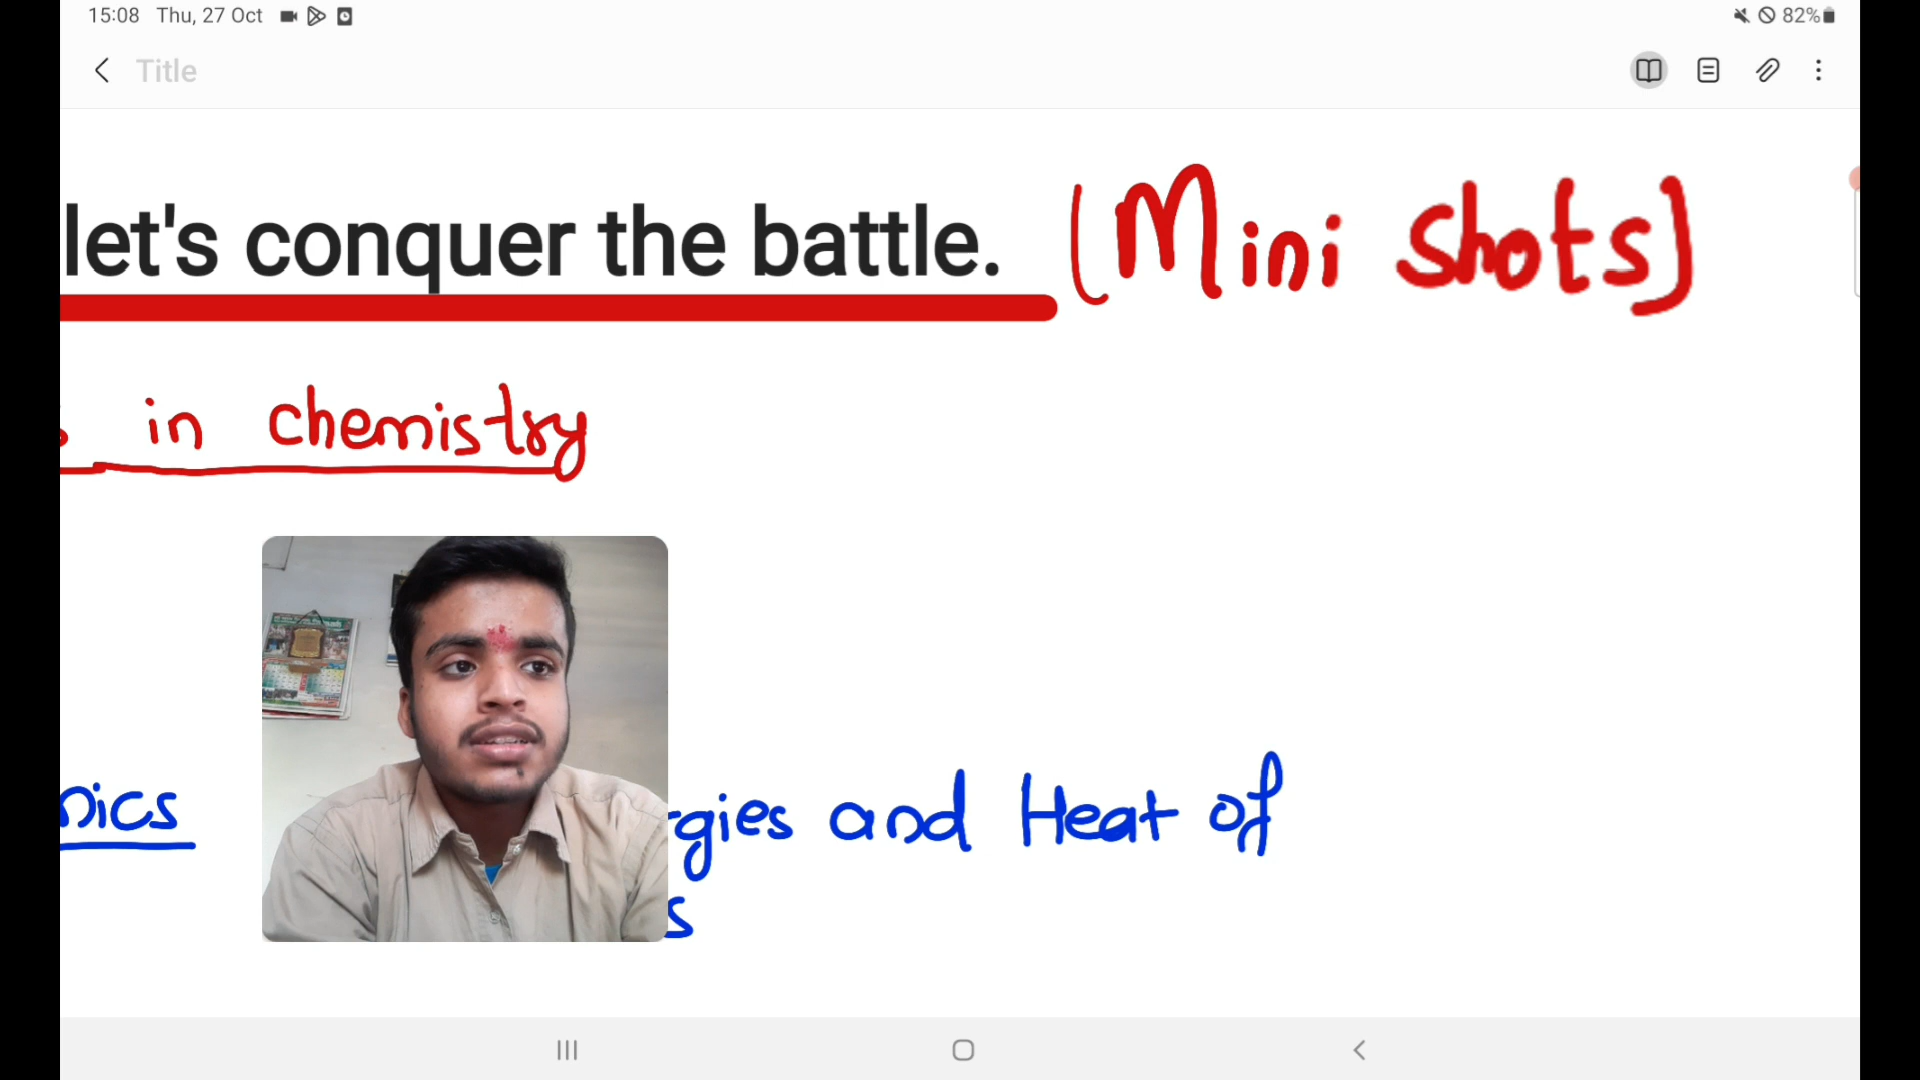 15:08 Thu, 27 Oct 82%
Title
let's conquer the battle. (Mini shots)
in chemistry
nics rgies and Heat of
s